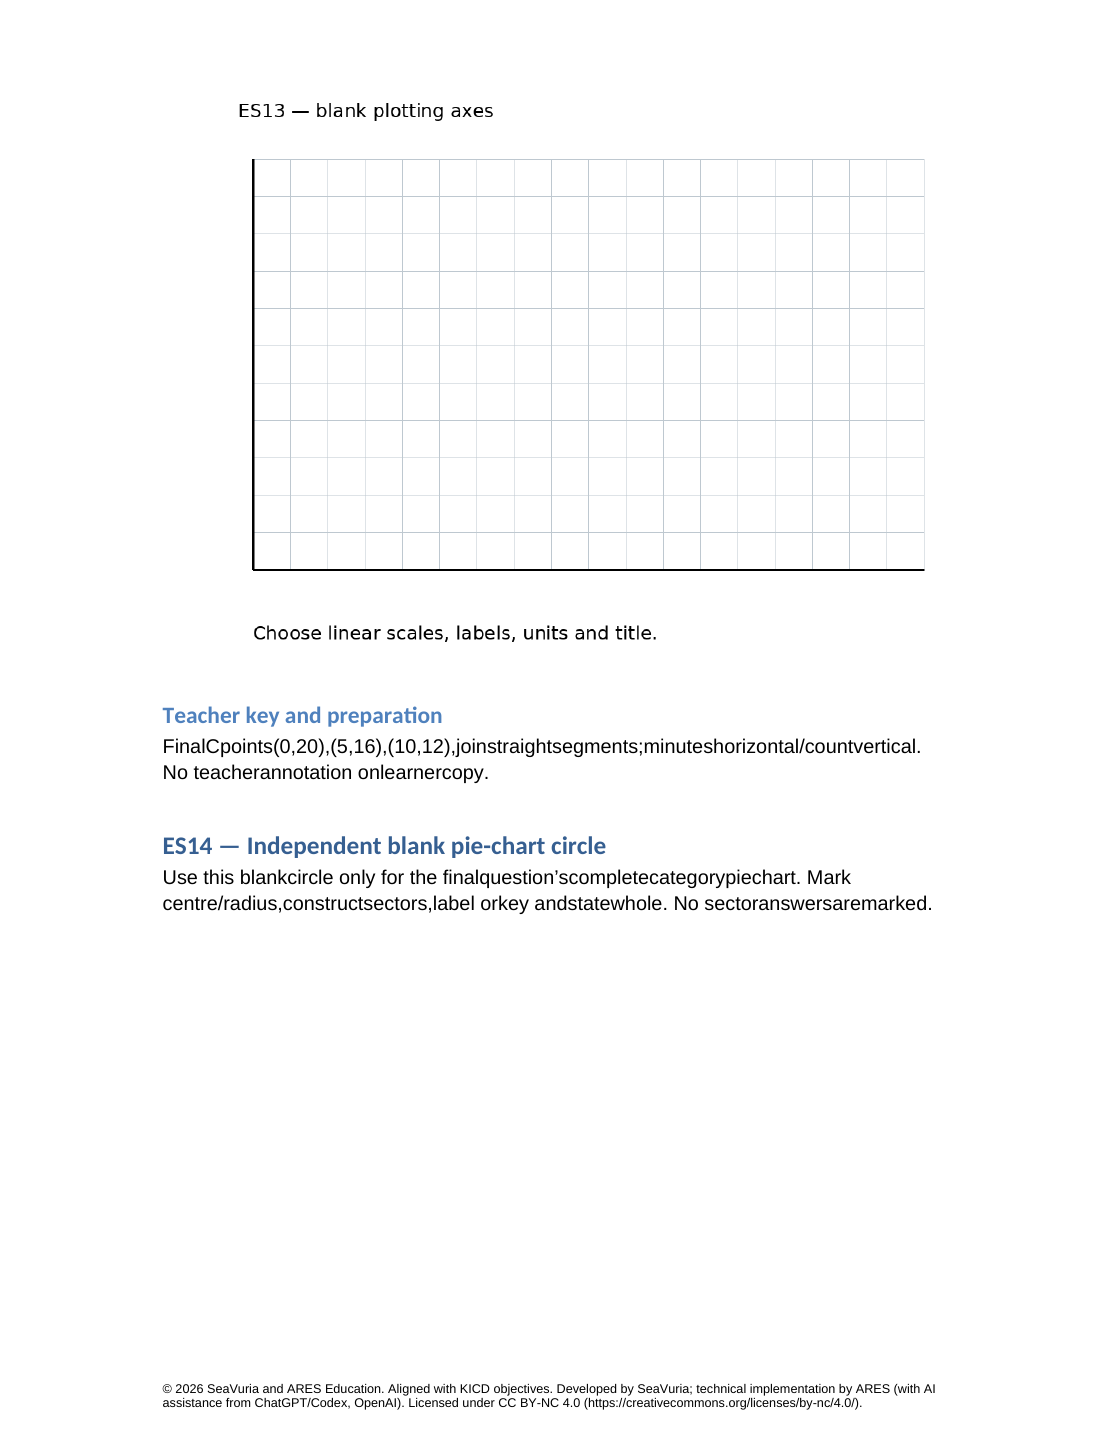 ES13 — blank plotting axes
Choose linear scales, labels, units and title.
Teacher key and preparation
FinalCpoints(0,20),(5,16),(10,12),joinstraightsegments;minuteshorizontal/countvertical.
No teacherannotation onlearnercopy.
ES14 — Independent blank pie-chart circle
Use this blankcircle only for the finalquestion’scompletecategorypiechart. Mark
centre/radius,constructsectors,label orkey andstatewhole. No sectoranswersaremarked.
© 2026 SeaVuria and ARES Education. Aligned with KICD objectives. Developed by SeaVuria; technical implementation by ARES (with AI
assistance from ChatGPT/Codex, OpenAI). Licensed under CC BY-NC 4.0 (https://creativecommons.org/licenses/by-nc/4.0/).